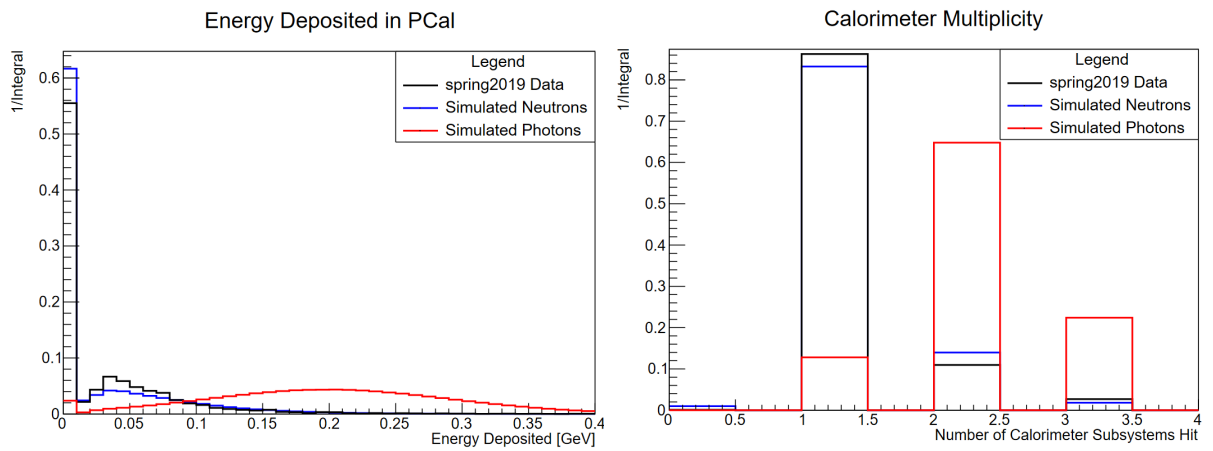 Energy Deposited in PCal
1/Integral
Legend
spring2019 Data
Simulated Neutrons
Simulated Photons
0.6
0.5
0.4
0.3
0.2
0.1
0
0 0.05 0.1 0.15 0.2 0.25 0.3 0.35 0.4
Energy Deposited [GeV]
Calorimeter Multiplicity
1/Integral
Legend
spring2019 Data
Simulated Neutrons
Simulated Photons
0.8
0.7
0.6
0.5
0.4
0.3
0.2
0.1
0
0 0.5 1 1.5 2 2.5 3 3.5 4
Number of Calorimeter Subsystems Hit